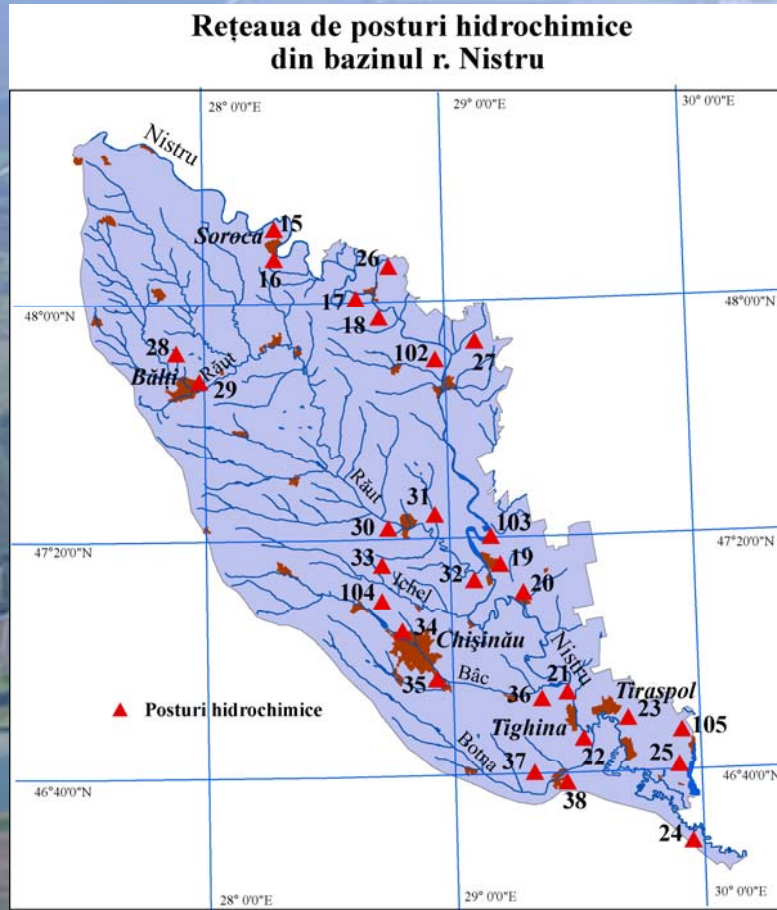 Rețeaua de posturi hidrochimice
din bazinul r. Nistru
28° 0'0"E
29° 0'0"E
30° 0'0"E
Nistru
15
Soroca
16
26
17
18
48°0'0"N
48°0'0"N
102
27
28
Bălti
Răut
29
Răut
31
30
103
47°20'0"N
47°20'0"N
33
19
32
20
Ichel
104
34
Chişinău
Nistru
Bâc
35
21
36
Tiraspol
23
Posturi hidrochimice
Tighina
22
105
Botna
25
37
38
46°40'0"N
46°40'0"N
24
28° 0'0"E
29° 0'0"E
30° 0'0"E